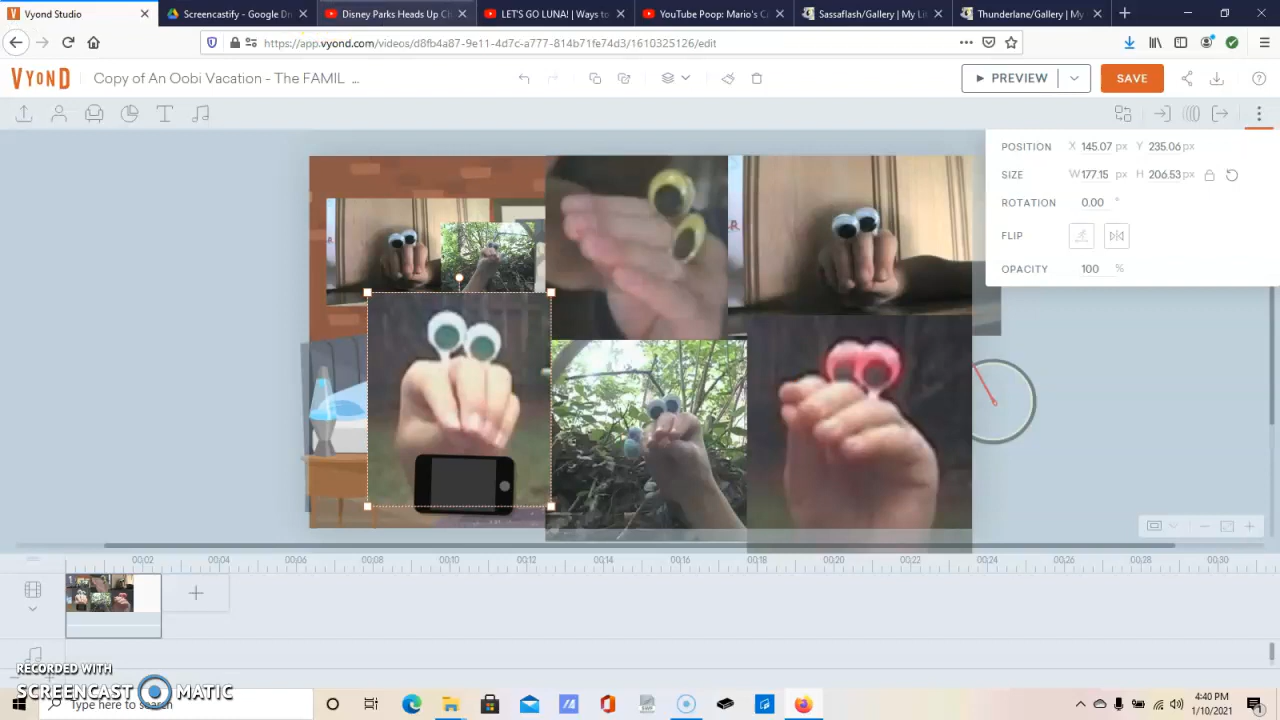 Vyond Studio
Screencastify - Google Dr
Disney Parks Heads Up Ch
LET'S GO LUNA! | Ways to
YouTube Poop: Mario's Ca
Sassaflash/Gallery | My Lit
Thunderlane/Gallery | My
https://app.vyond.com/videos/d8fb4a87-9e11-4d7c-a777-814b71fe74d3/1610325126/edit
VYOND
Copy of An Oobi Vacation - The FAMIL ...
PREVIEW
SAVE
POSITION X 145.07 px Y 235.06 px
SIZE W 177.15 px H 206.53 px
ROTATION 0.00 °
FLIP
OPACITY 100 %
00:02 00:04 00:06 00:08 00:10 00:12 00:14 00:16 00:18 00:20 00:22 00:24 00:26 00:28 00:30
RECORDED WITH
SCREENCAST MATIC
Type here to search
4:40 PM
1/10/2021